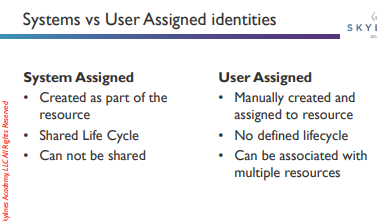 Systems vs User Assigned identities
SKYL
AC
System Assigned
• Created as part of the
resource
• Shared Life Cycle
• Can not be shared
User Assigned
• Manually created and
assigned to resource
• No defined lifecycle
• Can be associated with
multiple resources
kylines Academy, LLC All Rights Reserved